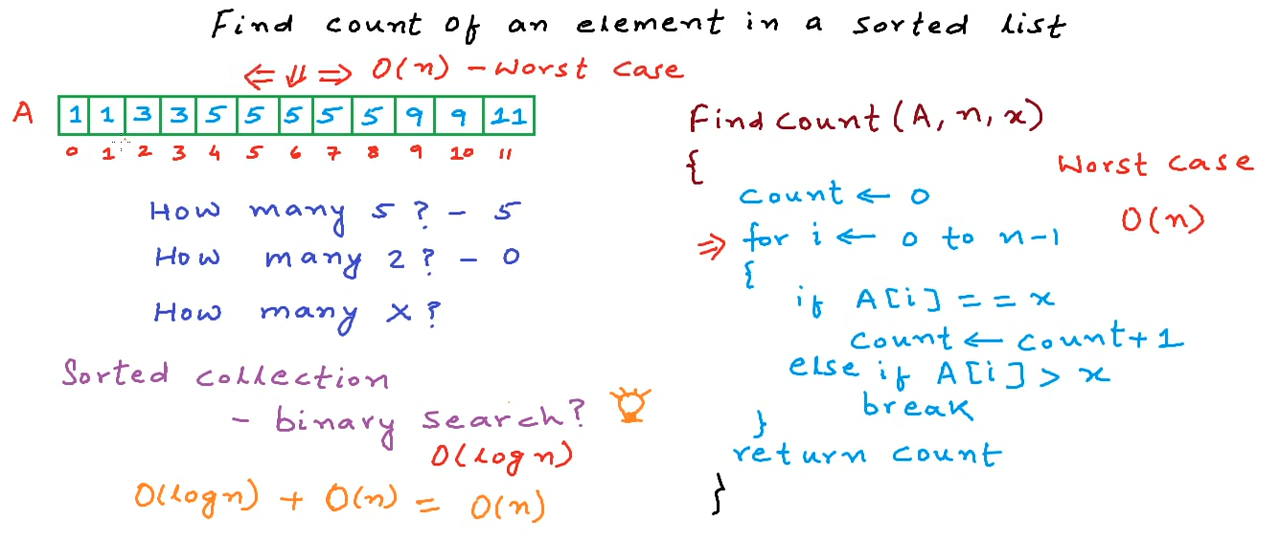 Find count of an element in a sorted list
⇐ ⇓ ⇒ O(n) - Worst case
A 1 1 3 3 5 5 5 5 5 9 9 11
0 1 2 3 4 5 6 7 8 9 10 11
How many 5? - 5
How many 2? - 0
How many x?
Sorted collection
- binary search?
O(log n)
O(log n) + O(n) = O(n)
Find count (A, n, x)
{
count ← 0
⇒ for i ← 0 to n-1
{
if A[i] == x
count ← count + 1
else if A[i] > x
break
}
return count
}
Worst case
O(n)